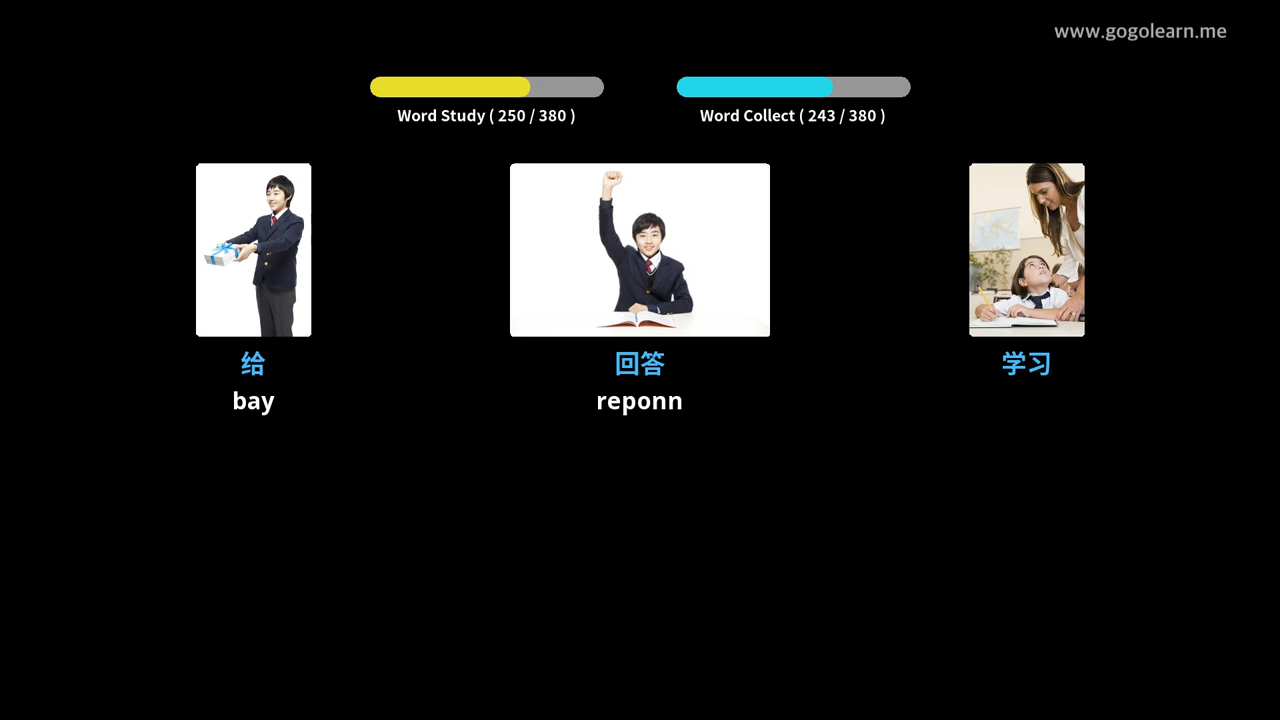 www.gogolearn.me
Word Study ( 250 / 380 )
Word Collect ( 243 / 380 )
给
回答
学习
bay
reponn